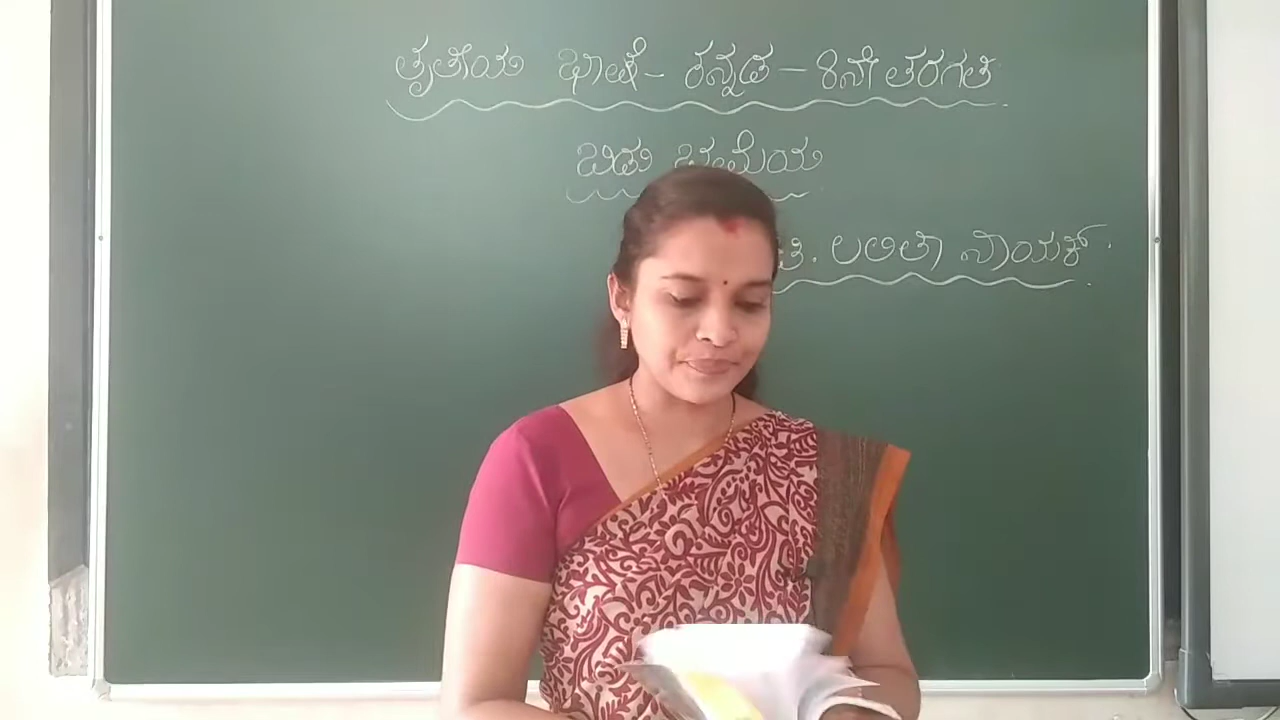 ತೃತೀಯ ಭಾಷೆ - ಕನ್ನಡ - 8ನೇ ತರಗತಿ
ಬಿಡು
ಲಲಿತಾ ನಾಯಕ್.